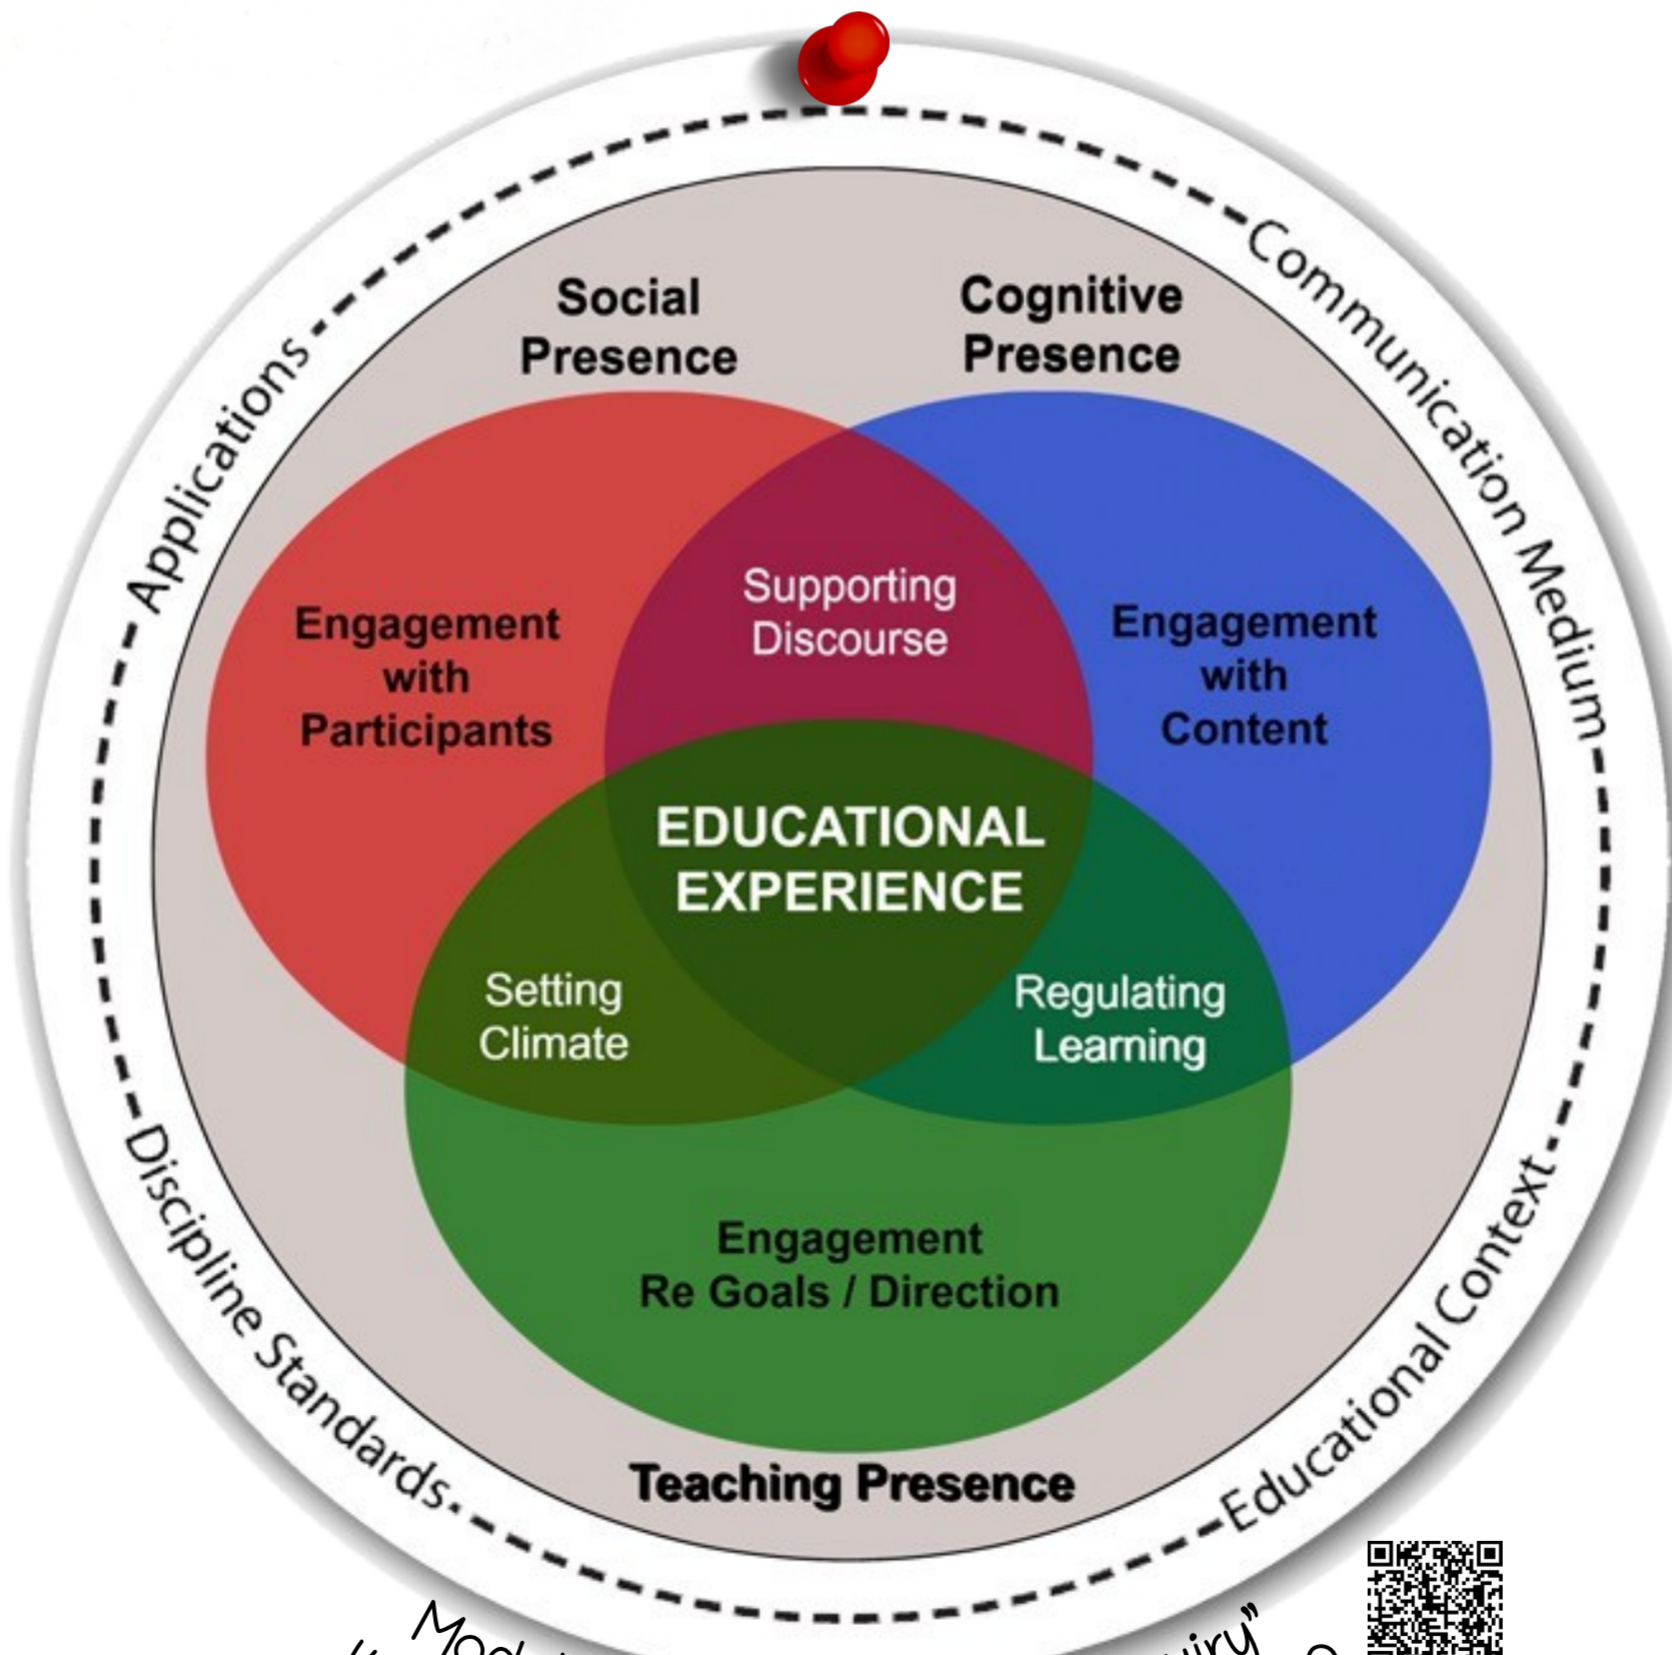 Applications
Communication Medium
Social
Presence
Cognitive
Presence
Supporting
Discourse
Engagement
with
Participants
Engagement
with
Content
EDUCATIONAL
EXPERIENCE
Setting
Climate
Regulating
Learning
Engagement
Re Goals / Direction
Teaching Presence
Discipline Standards
Educational Context